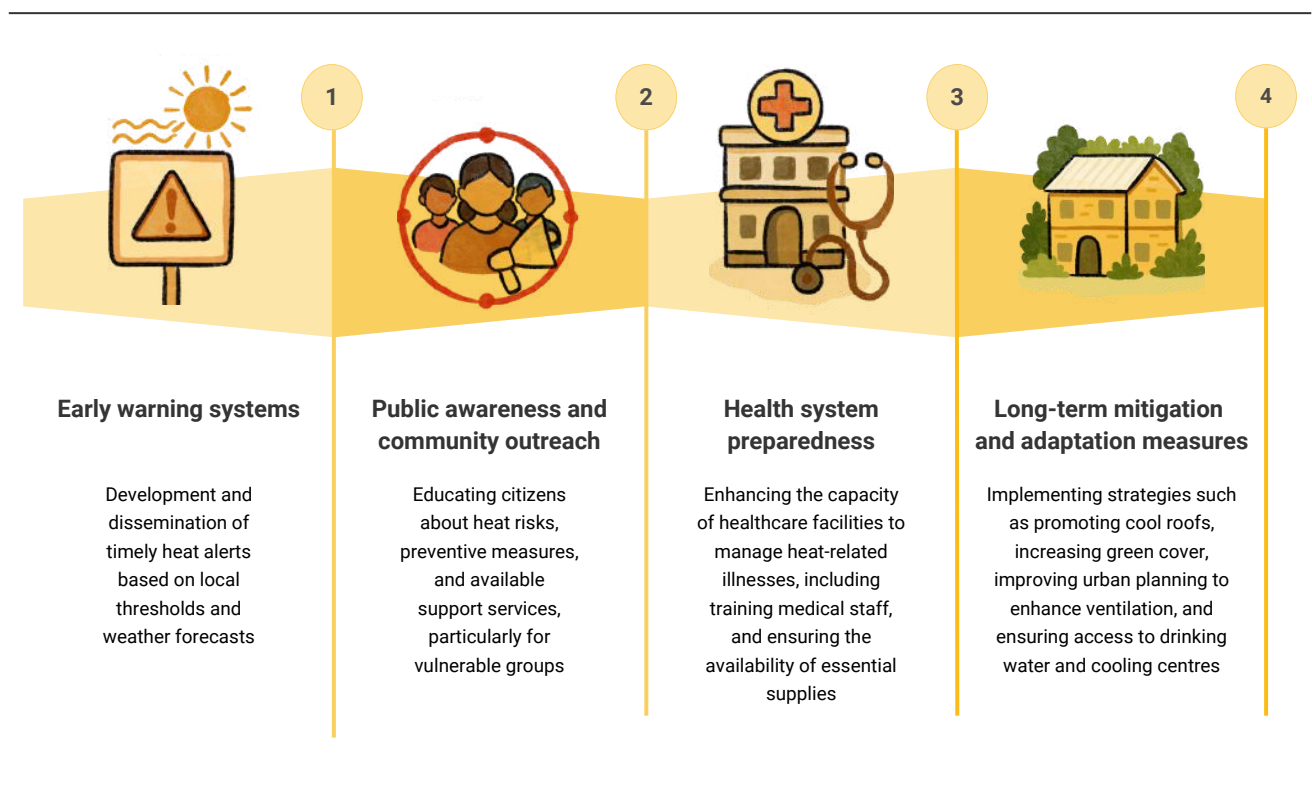 1
2
3
4
Early warning systems
Development and
dissemination of
timely heat alerts
based on local
thresholds and
weather forecasts
Public awareness and
community outreach
Educating citizens
about heat risks,
preventive measures,
and available
support services,
particularly for
vulnerable groups
Health system
preparedness
Enhancing the capacity
of healthcare facilities to
manage heat-related
illnesses, including
training medical staff,
and ensuring the
availability of essential
supplies
Long-term mitigation
and adaptation measures
Implementing strategies such
as promoting cool roofs,
increasing green cover,
improving urban planning to
enhance ventilation, and
ensuring access to drinking
water and cooling centres